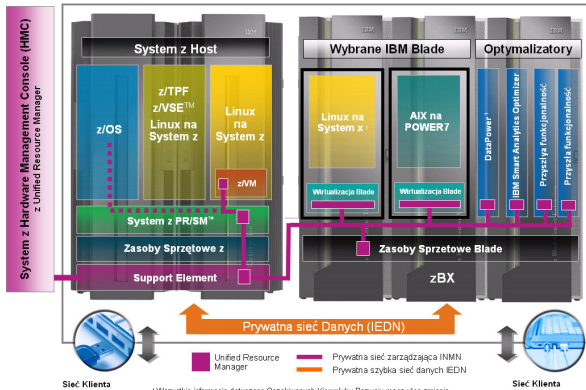 System z Hardware Management Console (HMC)
z Unified Resource Manager
IBM
System z Host
z/OS
z/TPF
z/VSE™
Linux na
System z
Linux
na
System z
z/VM
System z PR/SM™
Zasoby Sprzętowe z
Support Element
Wybrane IBM Blade
Optymalizatory
Linux na
System x
AIX na
POWER7
Wirtualizacja Blade
Wirtualizacja Blade
DataPower
IBM Smart Analytics Optimizer
Przyszłya funkcjonalność
Przyszła funkcjonalność
Zasoby Sprzetowe Blade
zBX
Prywatna sieć Danych (IEDN)
Sieć Klienta
Unified Resource
Manager
Prywatna sieć zarządzająca INMN
Prywatna szybka sieć danych IEDN
Sieć Klienta